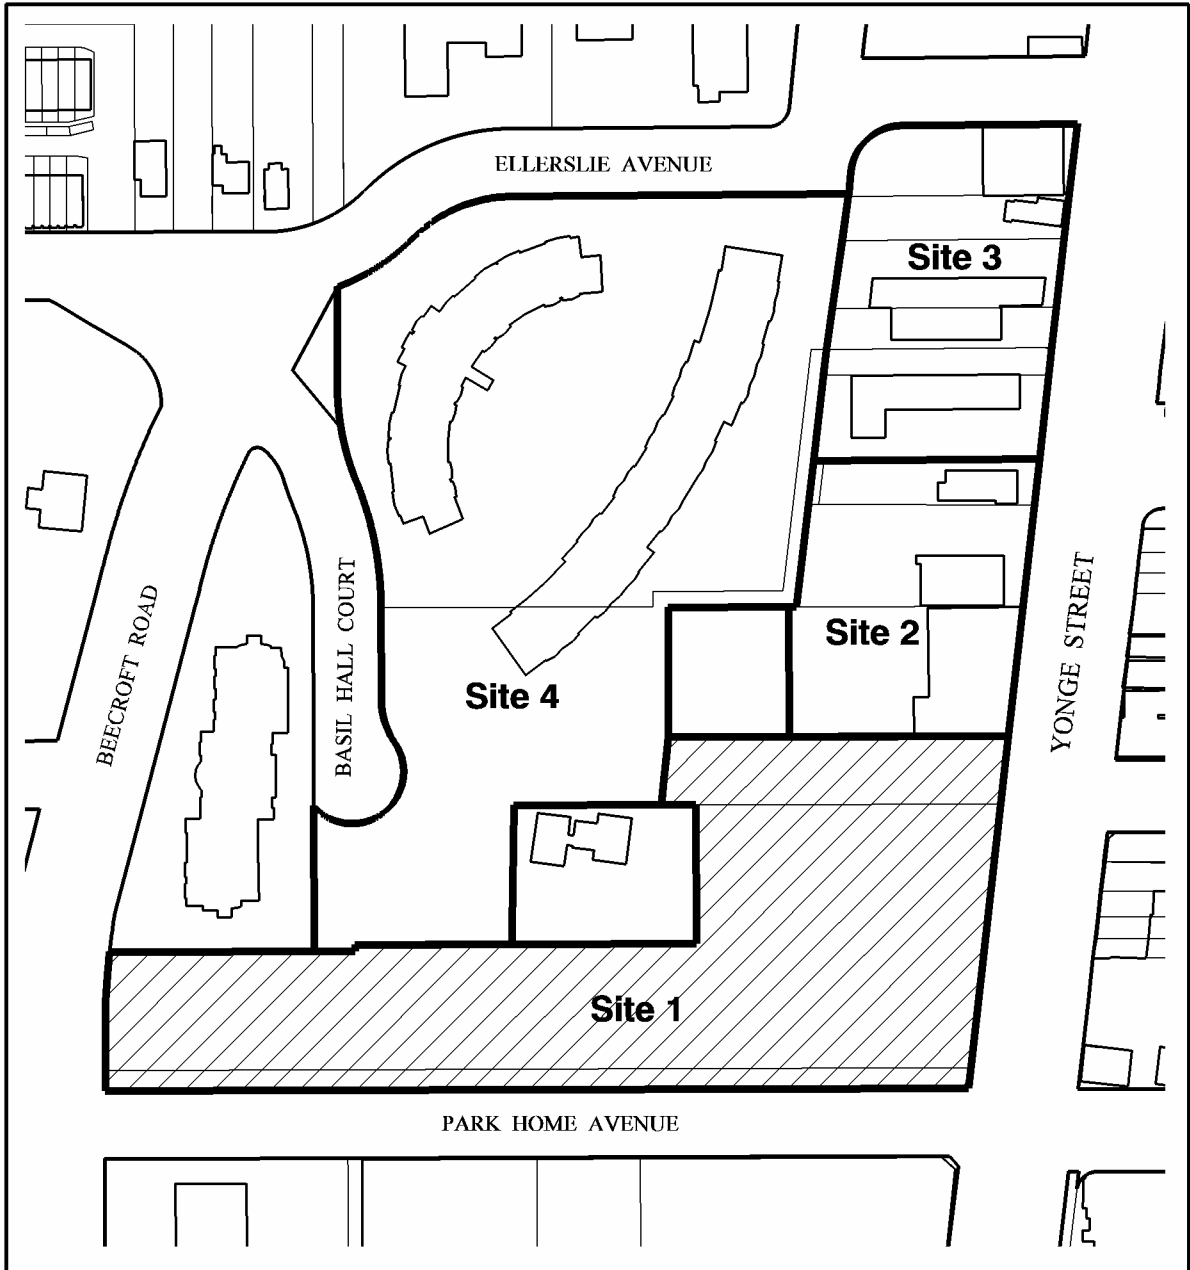 ELLERSLIE AVENUE
Site 3
BEECROFT ROAD
BASIL HALL COURT
YONGE STREET
Site 2
Site 4
Site 1
PARK HOME AVENUE